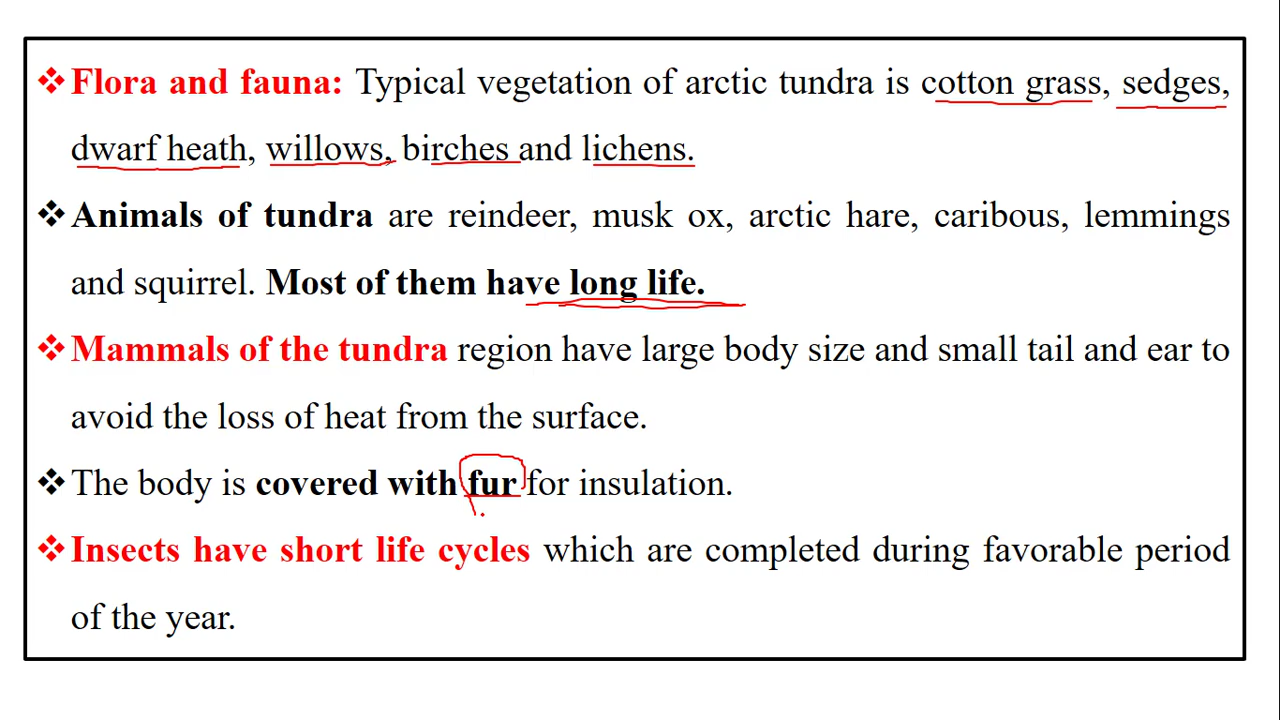 ❖Flora and fauna: Typical vegetation of arctic tundra is cotton grass, sedges,
dwarf heath, willows, birches and lichens.
❖Animals of tundra are reindeer, musk ox, arctic hare, caribous, lemmings
and squirrel. Most of them have long life.
❖Mammals of the tundra region have large body size and small tail and ear to
avoid the loss of heat from the surface.
❖The body is covered with fur for insulation.
❖Insects have short life cycles which are completed during favorable period
of the year.